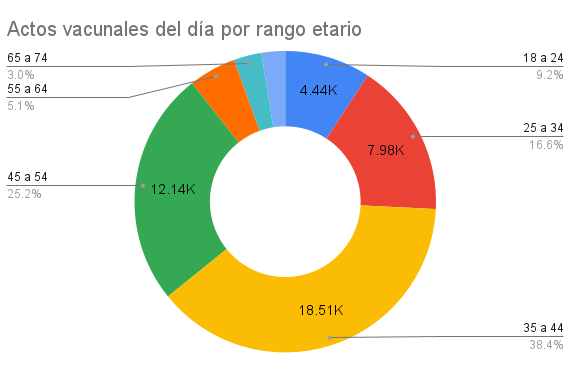 Actos vacunales del día por rango etario
65 a 74
3.0%
55 a 64
5.1%
45 a 54
25.2%
18 a 24
9.2%
25 a 34
16.6%
35 a 44
38.4%
4.44K
7.98K
12.14K
18.51K